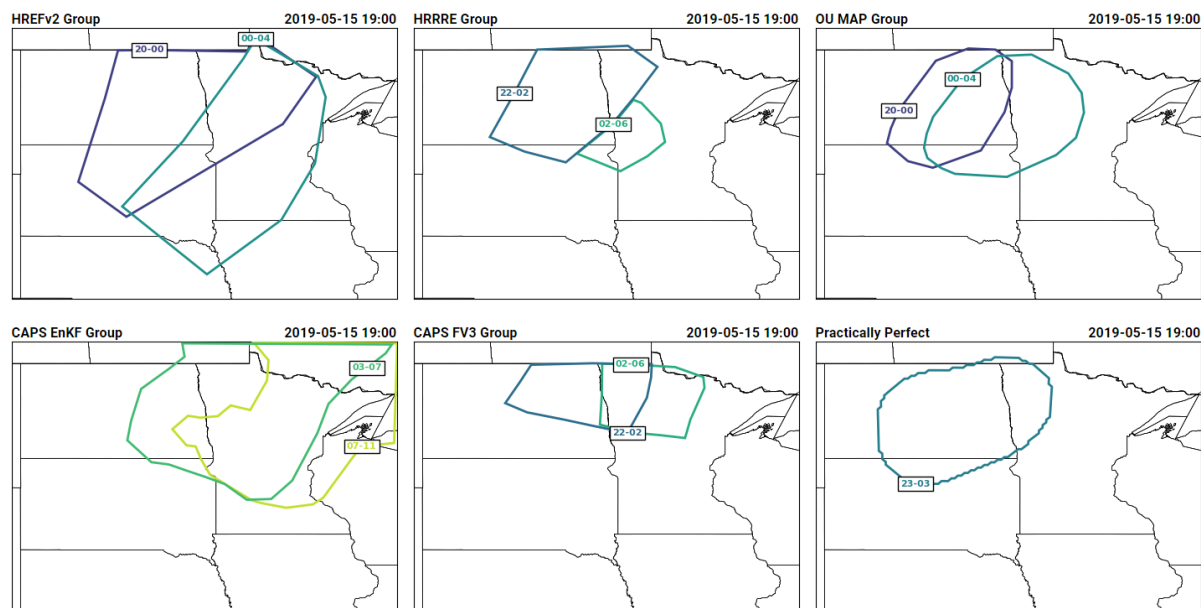 HREFv2 Group 2019-05-15 19:00
20-00
00-04
HRRRE Group 2019-05-15 19:00
22-02
02-06
OU MAP Group 2019-05-15 19:00
00-04
20-00
CAPS EnKF Group 2019-05-15 19:00
03-07
07-11
CAPS FV3 Group 2019-05-15 19:00
02-06
22-02
Practically Perfect 2019-05-15 19:00
23-03